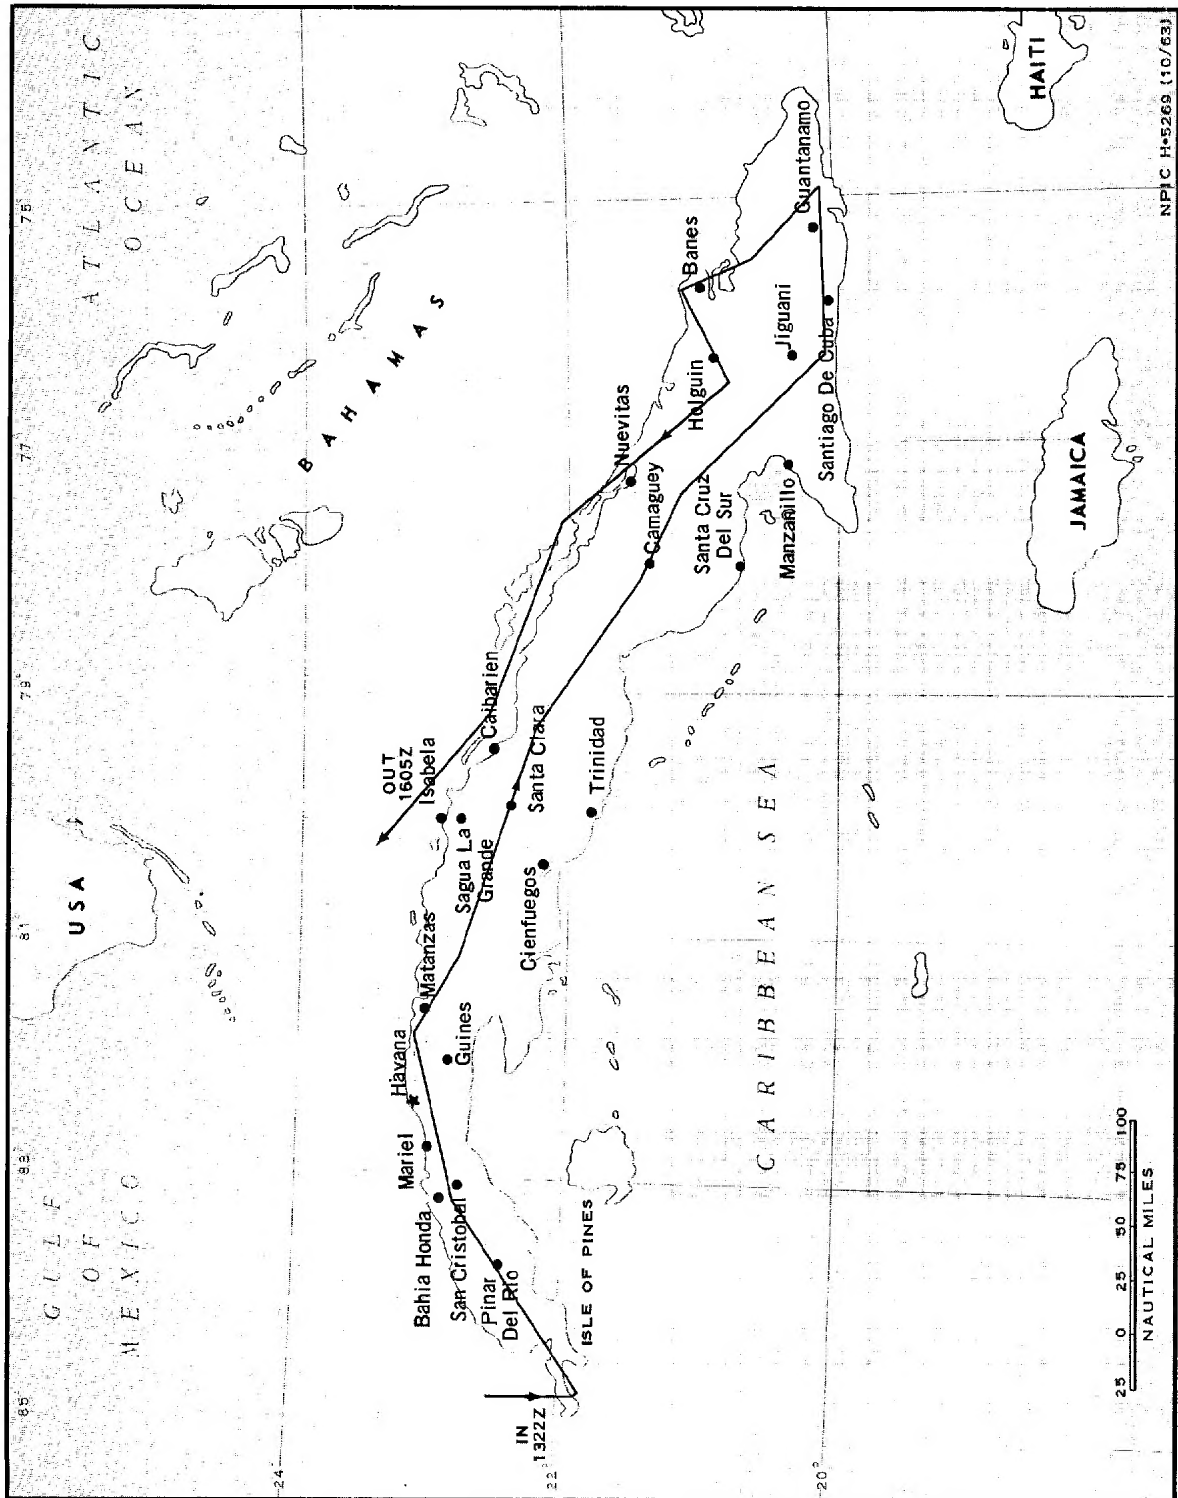 GULF
OF
MEXICO
ATLANTIC
OCEAN
USA
BAHAMAS
85
83
81
79
77
75
24
22
20
IN
1322Z
OUT
1605Z
Pinar
Del Rio
San Cristobal
Bahia Honda
Mariel
Havana
Guines
Matanzas
Cienfuegos
Sagua La
Grande
Isabela
Santa Clara
Caibarien
Trinidad
Camaguey
Nuevitas
Santa Cruz
Del Sur
Manzanillo
Holguin
Jiguani
Banes
Santiago De Cuba
Guantanamo
ISLE OF PINES
CARIBBEAN SEA
JAMAICA
HAITI
25 0 25 50 75 100
NAUTICAL MILES
NPIC H-5269 (10/63)